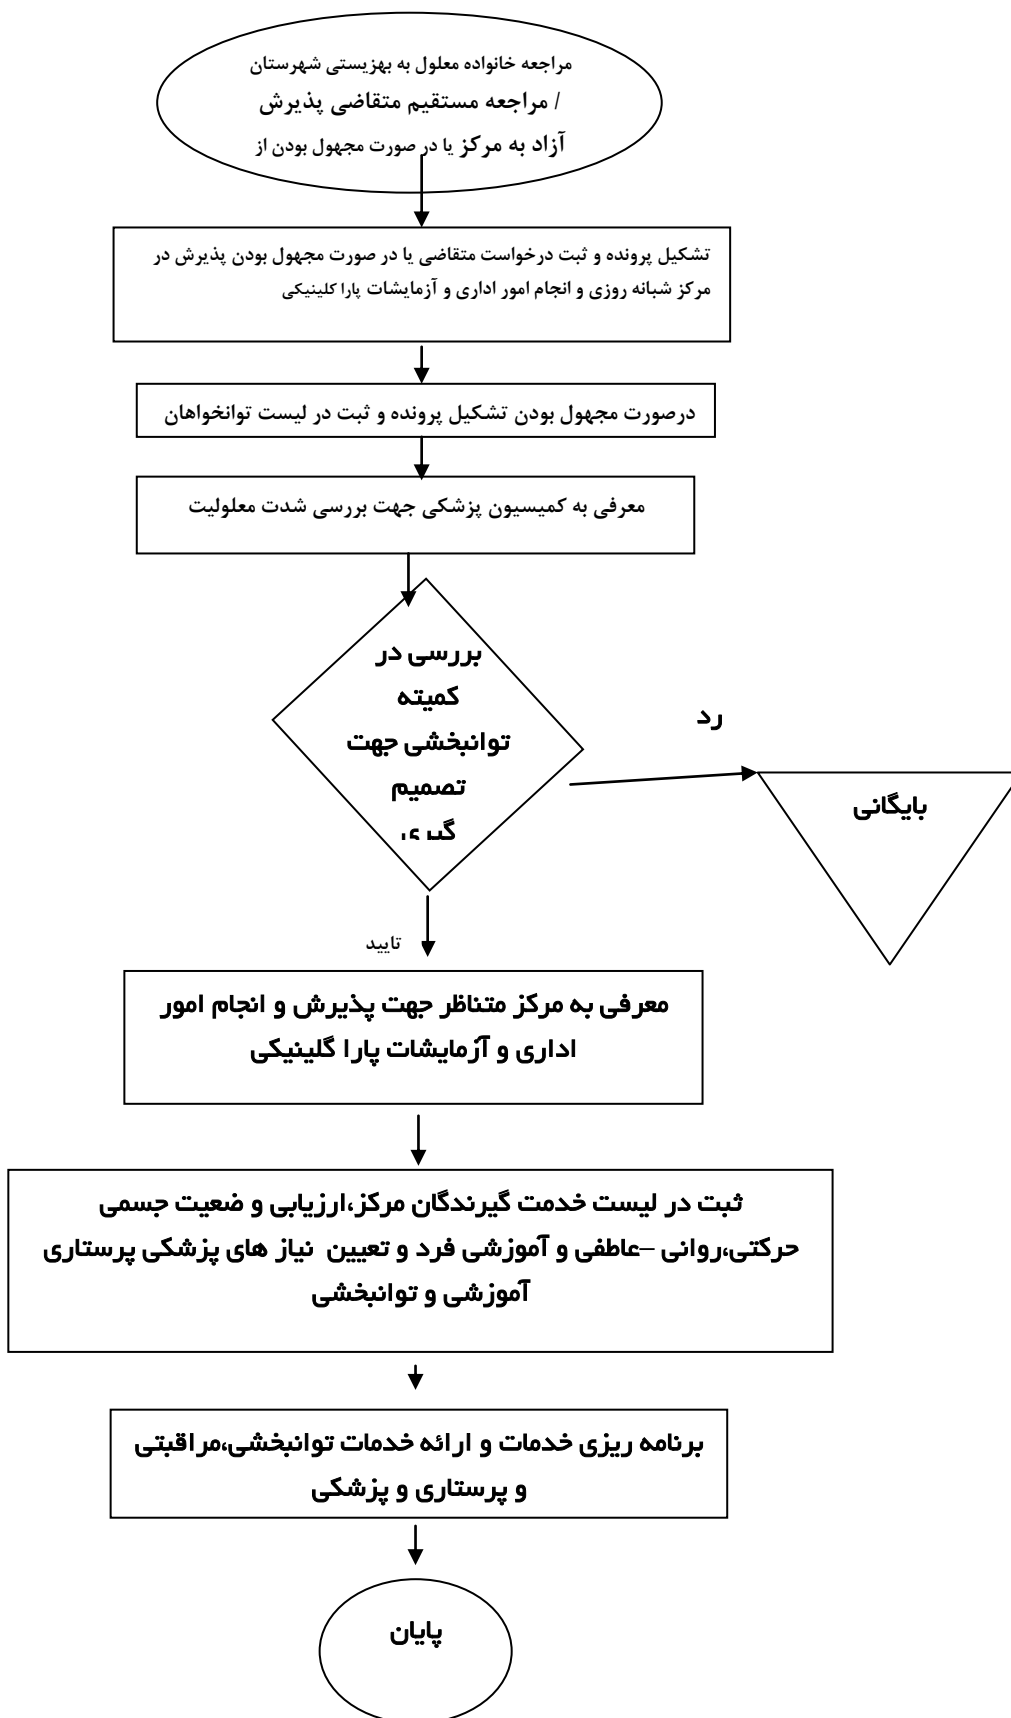 مراجعه خانواده معلول به بهزیستی شهرستان
/ مراجعه مستقیم متقاضی پذیرش
آزاد به مرکز یا در صورت مجهول بودن از
تشکیل پرونده و ثبت درخواست متقاضی یا در صورت مجهول بودن پذیرش در
مرکز شبانه روزی و انجام امور اداری و آزمایشات پارا کلینیکی
درصورت مجهول بودن تشکیل پرونده و ثبت در لیست توانخواهان
معرفی به کمیسیون پزشکی جهت بررسی شدت معلولیت
بررسی در
کمیته
توانبخشی جهت
تصمیم
گیری
رد
بایگانی
تایید
معرفی به مرکز متناظر جهت پذیرش و انجام امور
اداری و آزمایشات پارا گلینیکی
ثبت در لیست خدمت گیرندگان مرکز،ارزیابی و ضعیت جسمی
حرکتی،روانی –عاطفی و آموزشی فرد و تعیین نیاز های پزشکی پرستاری
آموزشی و توانبخشی
برنامه ریزی خدمات و ارائه خدمات توانبخشی،مراقبتی
و پرستاری و پزشکی
پایان